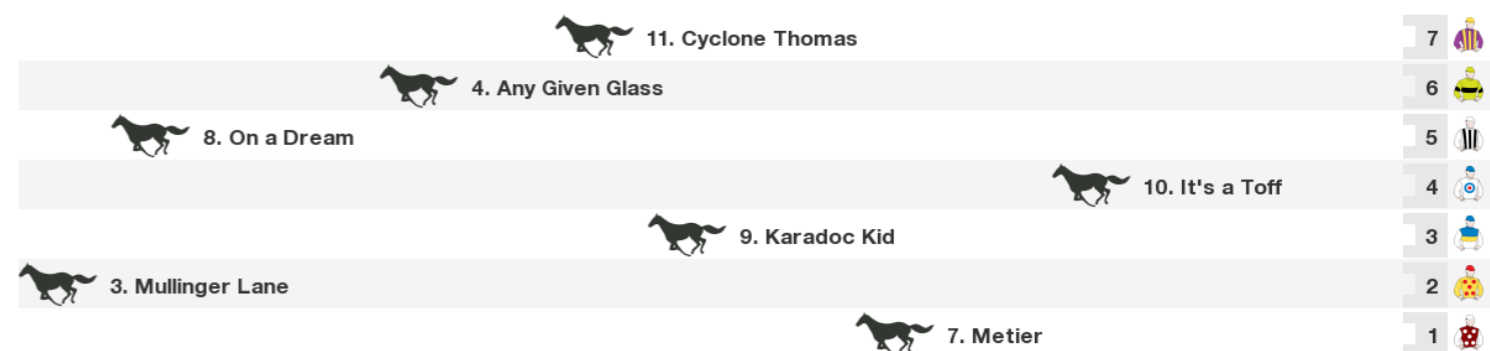 11. Cyclone Thomas 7
4. Any Given Glass 6
8. On a Dream 5
10. It's a Toff 4
9. Karadoc Kid 3
3. Mullinger Lane 2
7. Metier 1